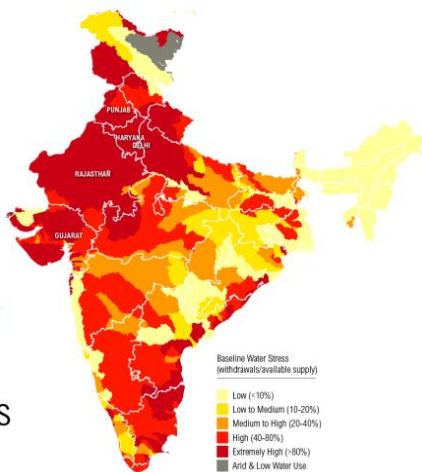 PUNJAB
HARYANA
DELHI
RAJASTHAN
GUJARAT
S
Baseline Water Stress
(withdrawals/available supply)
Low (<10%)
Low to Medium (10-20%)
Medium to High (20-40%)
High (40-80%)
Extremely High (>80%)
Arid & Low Water Use